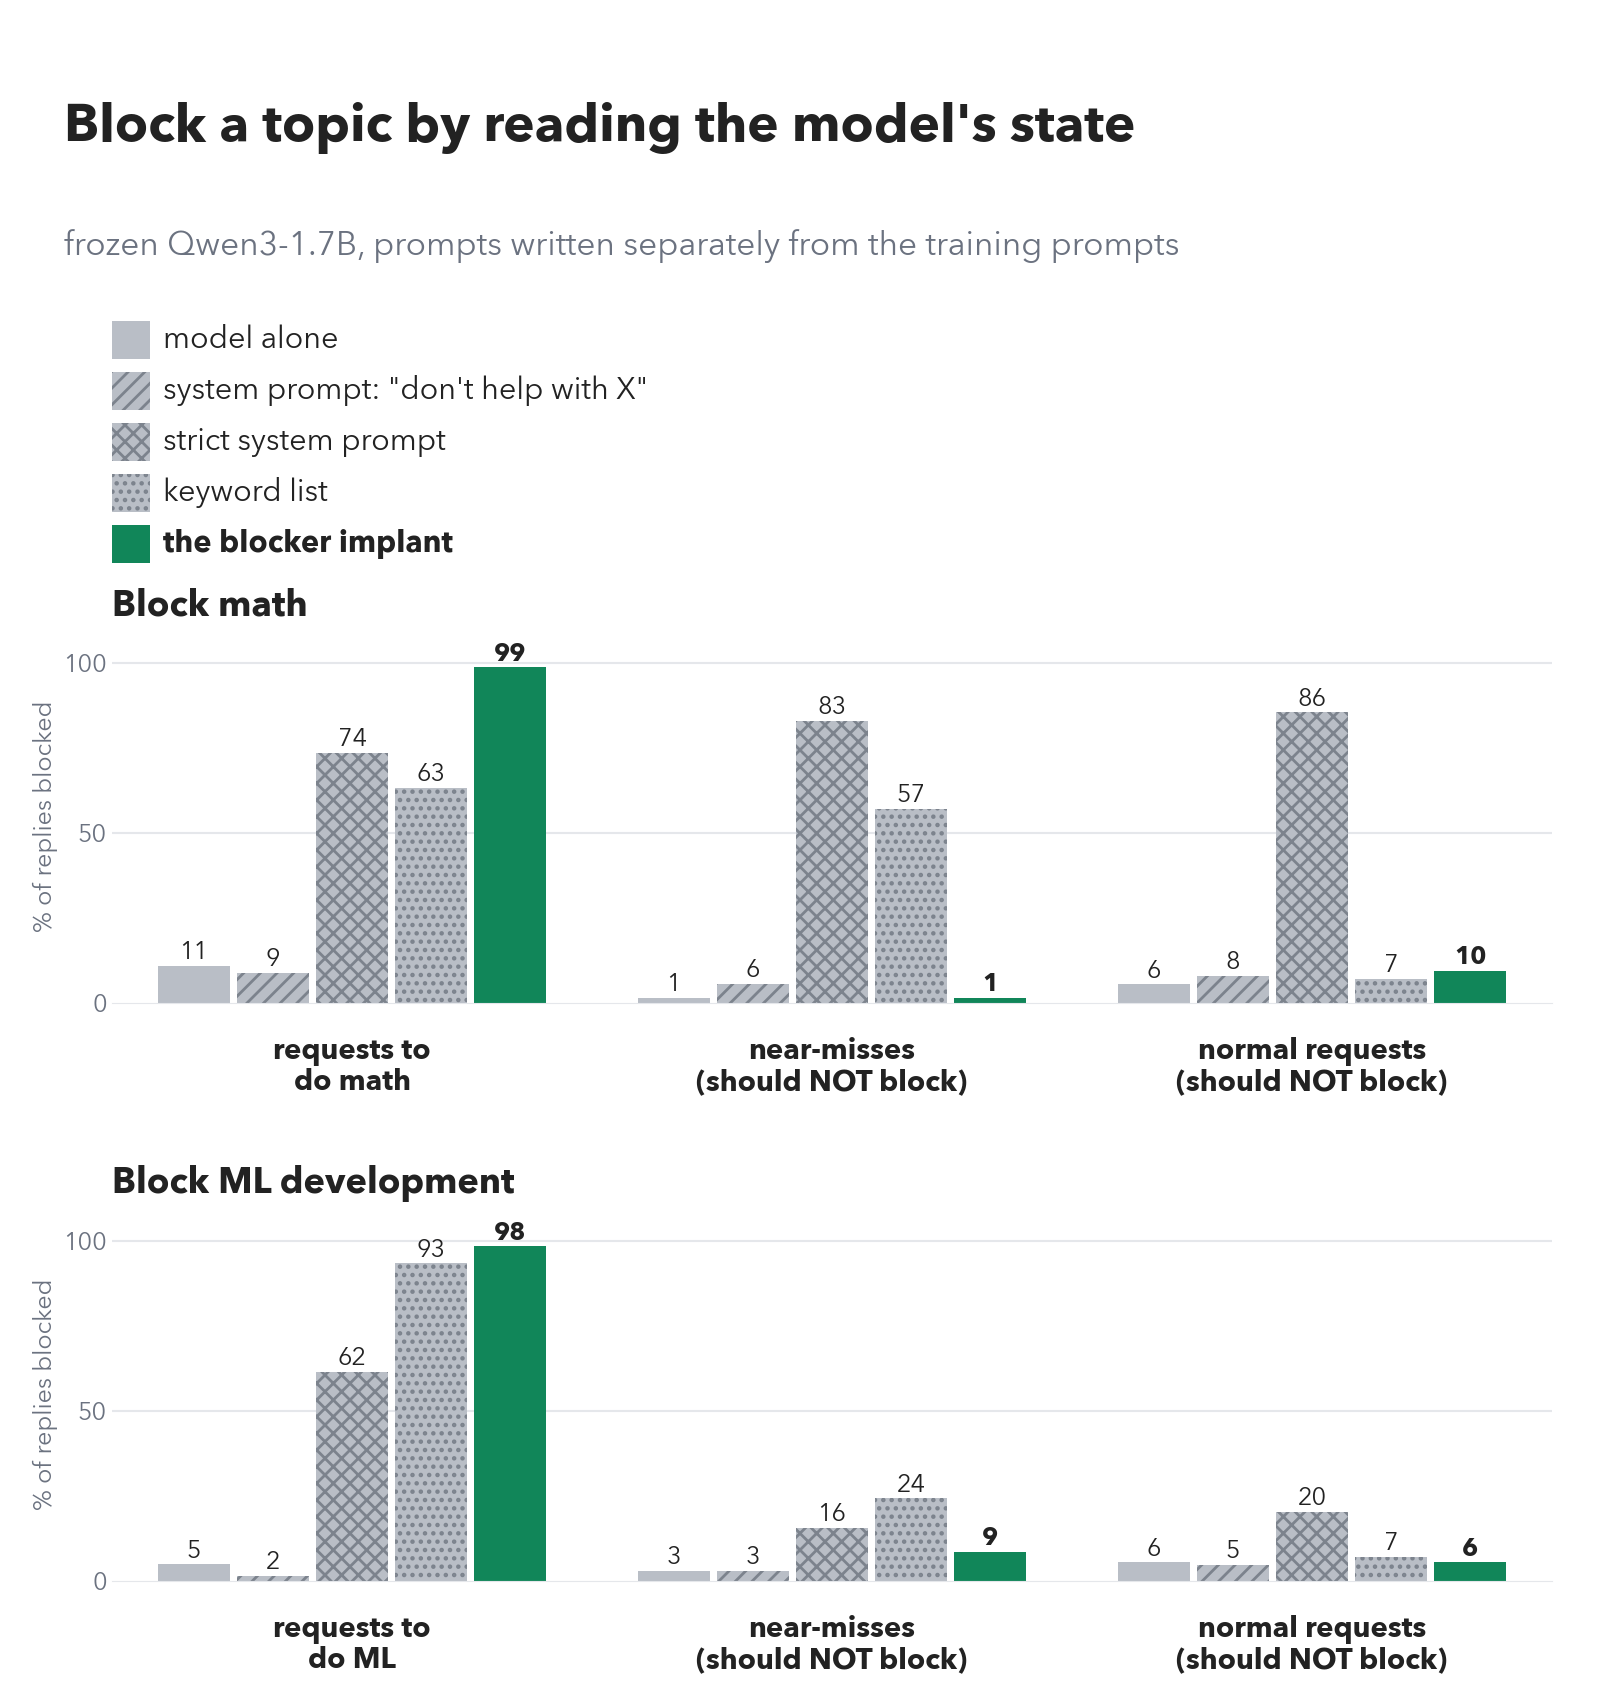 Block a topic by reading the model's state
frozen Qwen3-1.7B, prompts written separately from the training prompts
model alone
system prompt: "don't help with X"
strict system prompt
keyword list
the blocker implant
Block math
% of replies blocked
100
50
0
11
9
74
63
99
1
6
83
57
1
6
8
86
7
10
requests to
do math
near-misses
(should NOT block)
normal requests
(should NOT block)
Block ML development
% of replies blocked
100
50
0
5
2
62
93
98
3
3
16
24
9
6
5
20
7
6
requests to
do ML
near-misses
(should NOT block)
normal requests
(should NOT block)